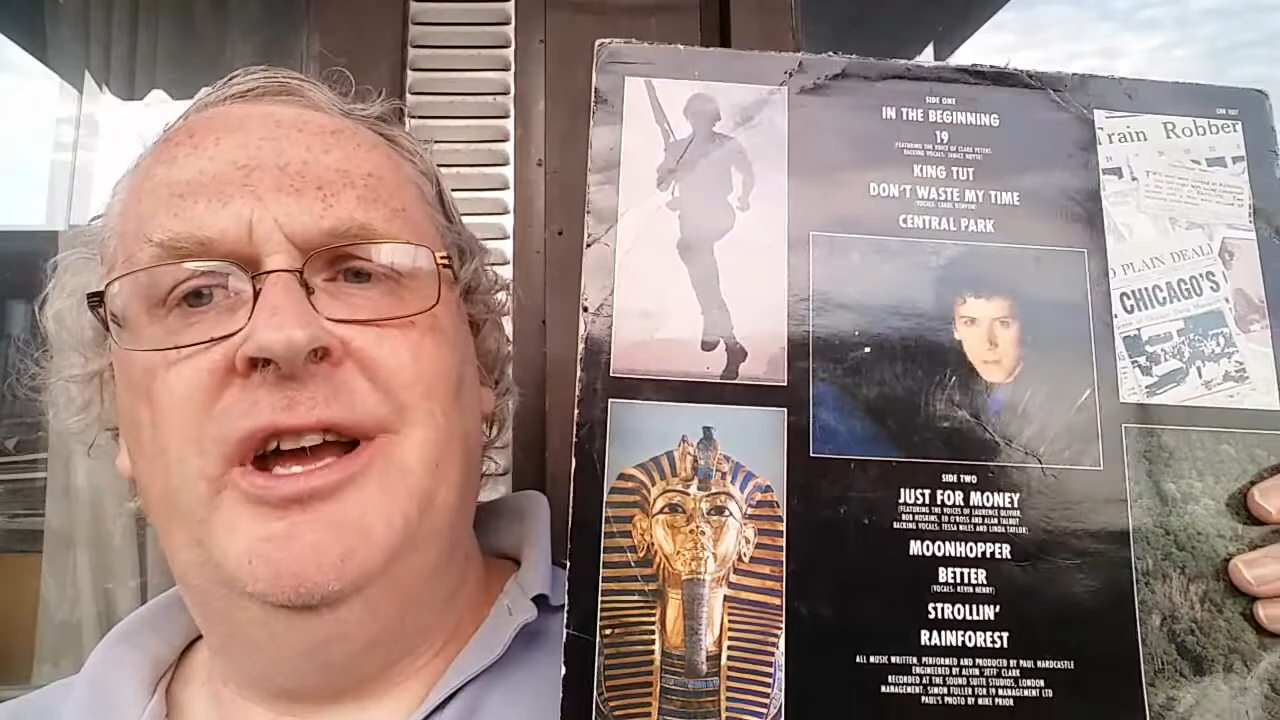 SIDE ONE
IN THE BEGINNING
19
(FEATURING THE VOICE OF CLARK PETERS
BACKING VOCALS: JANICE HOYTE)
KING TUT
DON'T WASTE MY TIME
(VOCALS: CAROL KENYON)
CENTRAL PARK
SIDE TWO
JUST FOR MONEY
(FEATURING THE VOICES OF LAURENCE OLIVIER,
BOB HOSKINS, ED O'ROSS AND ALAN TALBOT
BACKING VOCALS: TESSA NILES AND LINDA TAYLOR)
MOONHOPPER
BETTER
(VOCALS: KEVIN HENRY)
STROLLIN'
RAINFOREST
ALL MUSIC WRITTEN, PERFORMED AND PRODUCED BY PAUL HARDCASTLE
ENGINEERED BY ALVIN 'JEFF' CLARK
RECORDED AT THE SOUND SUITE STUDIOS, LONDON
MANAGEMENT: SIMON FULLER FOR 19 MANAGEMENT LTD
PAUL'S PHOTO BY MIKE PRIOR
Train Robber
PLAIN DEALI
CHICAGO'S